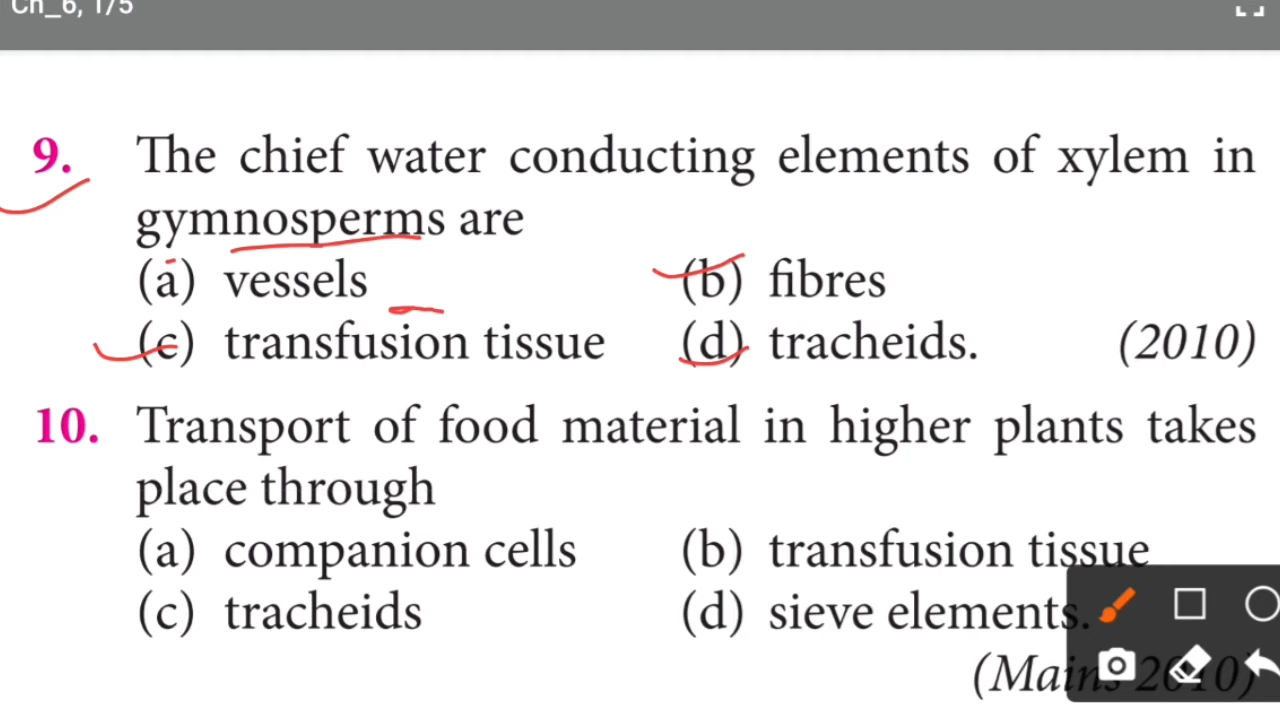 Ch_6, 1/5
9. The chief water conducting elements of xylem in
gymnosperms are
(a) vessels (b) fibres
(c) transfusion tissue (d) tracheids. (2010)
10. Transport of food material in higher plants takes
place through
(a) companion cells (b) transfusion tissue
(c) tracheids (d) sieve elements.
(Mains 2010)